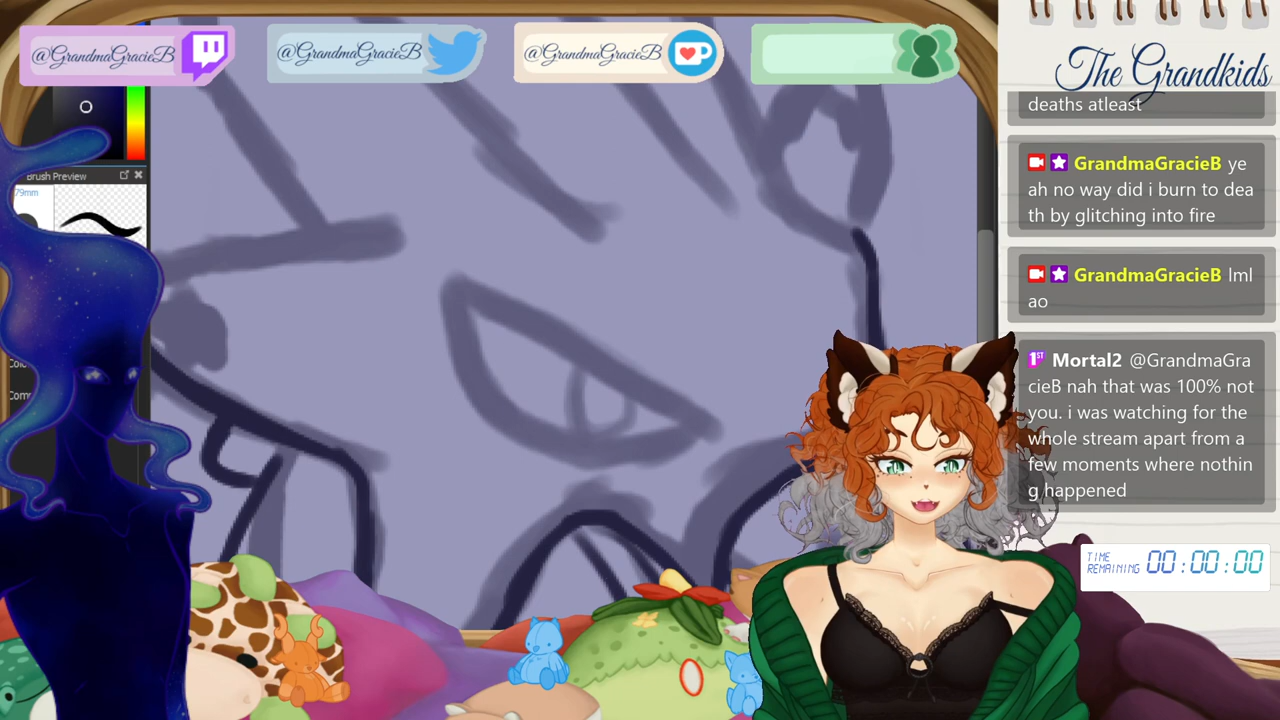 @GrandmaGracieB
@GrandmaGracieB
@GrandmaGracieB
The Grandkids
deaths atleast
Brush Preview
79mm
GrandmaGracieB ye
ah no way did i burn to dea
th by glitching into fire
GrandmaGracieB lml
ao
1ST Mortal2 @GrandmaGra
cieB nah that was 100% not
you. i was watching for the
whole stream apart from a
few moments where nothin
g happened
TIME
REMAINING 00:00:00